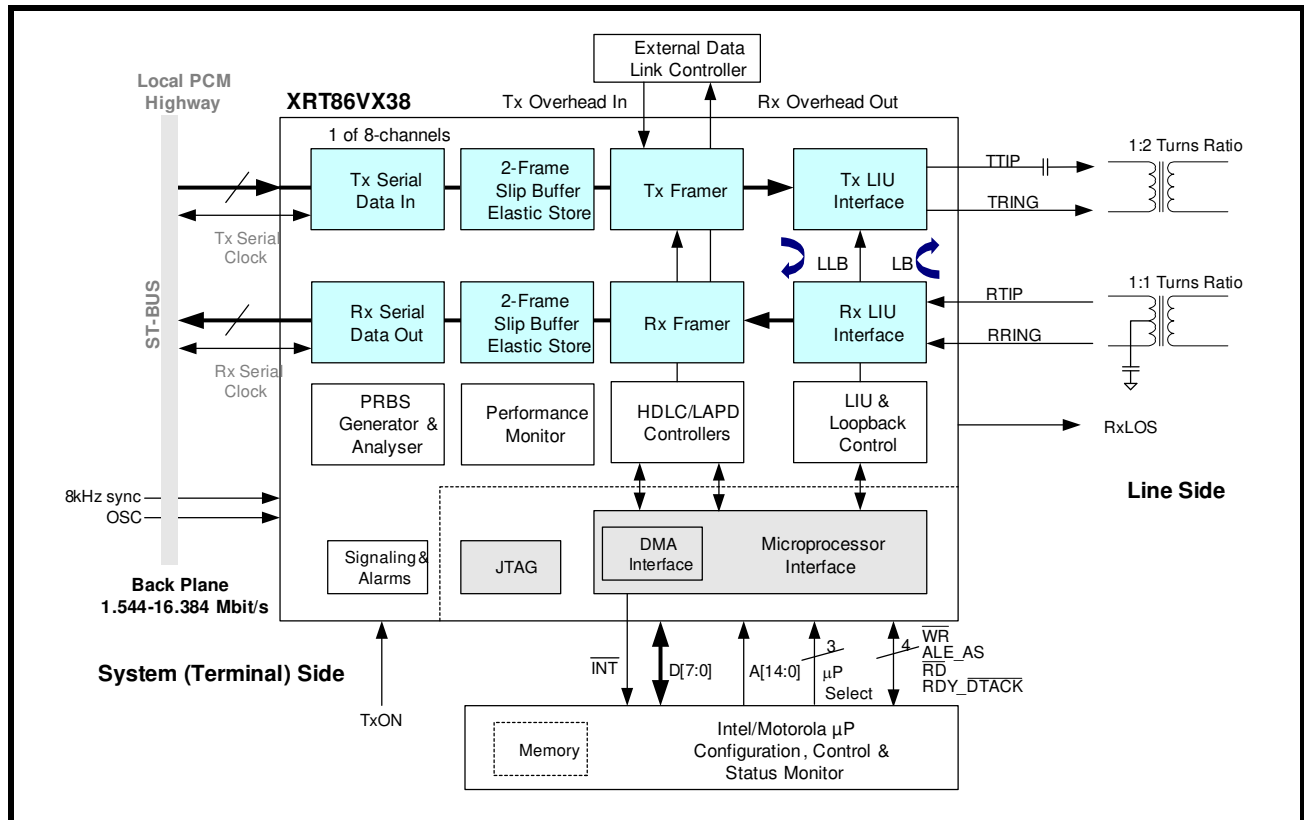 External Data
Link Controller
Local PCM
Highway
XRT86VX38
Tx Overhead In
Rx Overhead Out
1 of 8-channels
Tx Serial
Data In
2-Frame
Slip Buffer
Elastic Store
Tx Framer
Tx LIU
Interface
TTIP
TRING
1:2 Turns Ratio
Tx Serial
Clock
LLB
LB
ST-BUS
Rx Serial
Data Out
2-Frame
Slip Buffer
Elastic Store
Rx Framer
Rx LIU
Interface
RTIP
RRING
1:1 Turns Ratio
Rx Serial
Clock
PRBS
Generator &
Analyser
Performance
Monitor
HDLC/LAPD
Controllers
LIU &
Loopback
Control
RxLOS
8kHz sync
OSC
Line Side
Signaling &
Alarms
JTAG
DMA
Interface
Microprocessor
Interface
Back Plane
1.544-16.384 Mbit/s
System (Terminal) Side
TxON
INT
D[7:0]
A[14:0]
3
µP
Select
4
WR
ALE_AS
RD
RDY_DTACK
Memory
Intel/Motorola µP
Configuration, Control &
Status Monitor